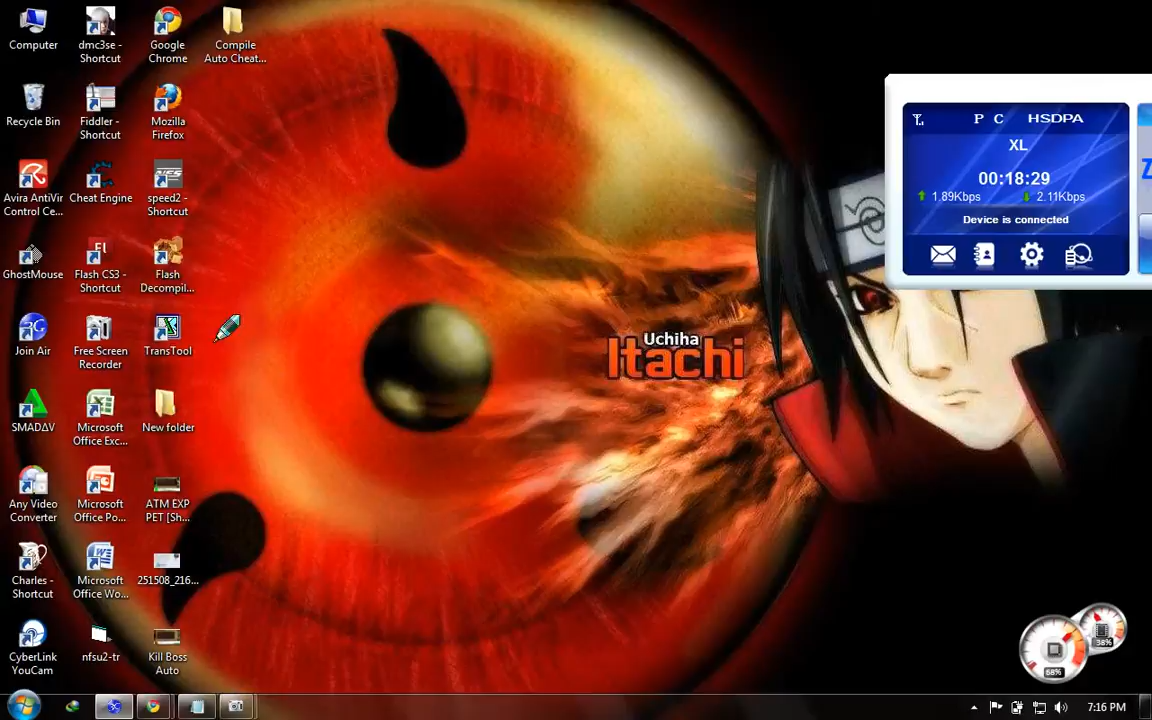 Computer
dmc3se -
Shortcut
Google
Chrome
Compile
Auto Cheat...
Recycle Bin
Fiddler -
Shortcut
Mozilla
Firefox
Avira AntiVir
Control Ce...
Cheat Engine
speed2 -
Shortcut
GhostMouse
Flash CS3 -
Shortcut
Flash
Decompil...
Join Air
Free Screen
Recorder
TransTool
SMADΔV
Microsoft
Office Exc...
New folder
Any Video
Converter
Microsoft
Office Po...
ATM EXP
PET [Sh...
Charles -
Shortcut
Microsoft
Office Wo...
251508_216...
CyberLink
YouCam
nfsu2-tr
Kill Boss
Auto
Uchiha
Itachi
P C HSDPA
XL
00:18:29
1.89Kbps 2.11Kbps
Device is connected
38%
68%
7:16 PM